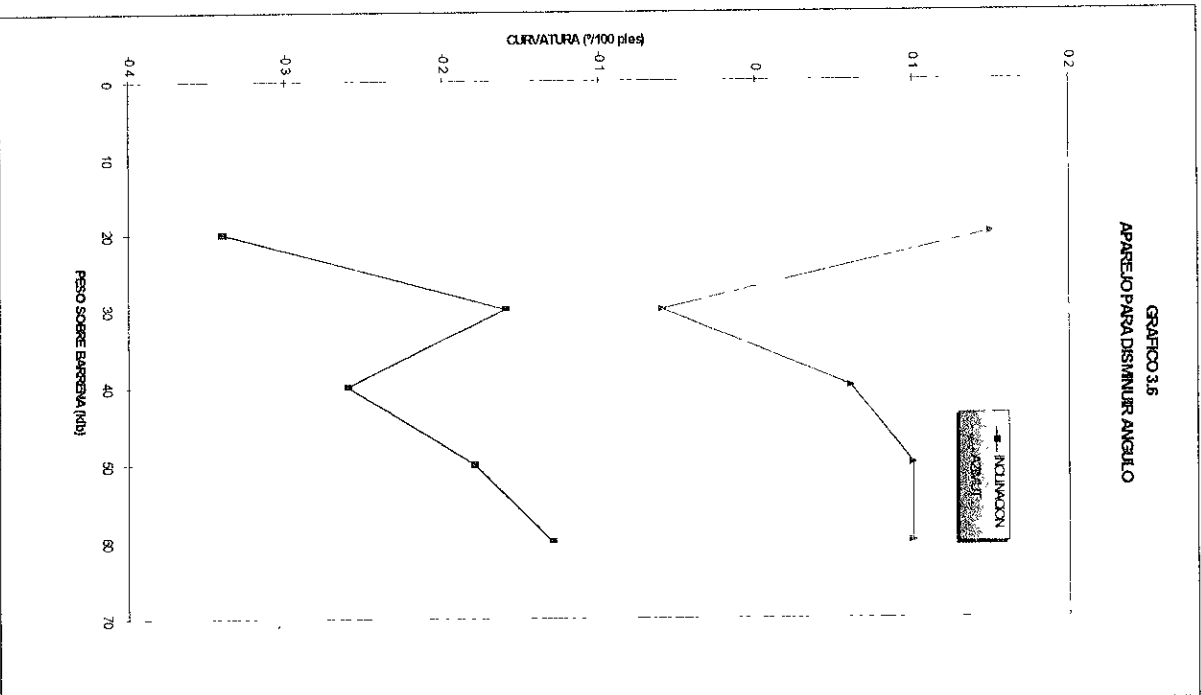 GRAFICO 3.6
APAREJO PARA DISMINUIR ANGULO
CURVATURA (º/100 pies)
0.2
0.1
0
-0.1
-0.2
-0.3
-0.4
0
10
20
30
40
50
60
70
PESO SOBRE BARRENA (klb)
INCLINACION
AZIMUT